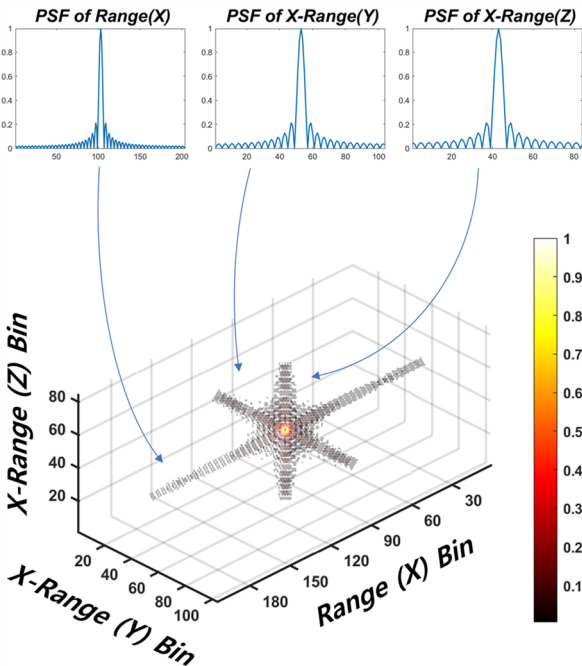 PSF of Range(X) PSF of X-Range(Y) PSF of X-Range(Z)
1 1 1
0.8 0.8 0.8
0.6 0.6 0.6
0.4 0.4 0.4
0.2 0.2 0.2
0 0 0
50 100 150 200 20 40 60 80 100 20 40 60 80
X-Range (Z) Bin
80
60
40
20
20
40
60
80
100
X-Range (Y) Bin
180
150
120
90
60
30
Range (X) Bin
1
0.9
0.8
0.7
0.6
0.5
0.4
0.3
0.2
0.1